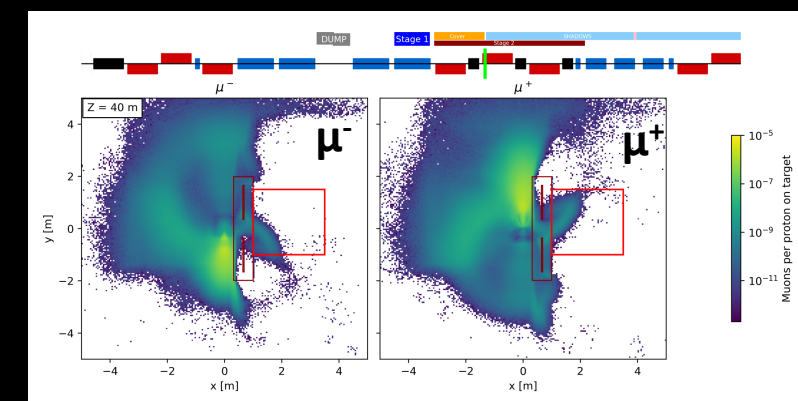 Cover
SHADOWS
DUMP
Stage 1
Stage 2
μ⁻
μ⁺
Z = 40 m
μ-
μ+
4
2
0
−2
−4
y [m]
−4 −2 0 2 4
x [m]
−4 −2 0 2 4
x [m]
10⁻⁵
10⁻⁷
10⁻⁹
10⁻¹¹
Muons per proton on target